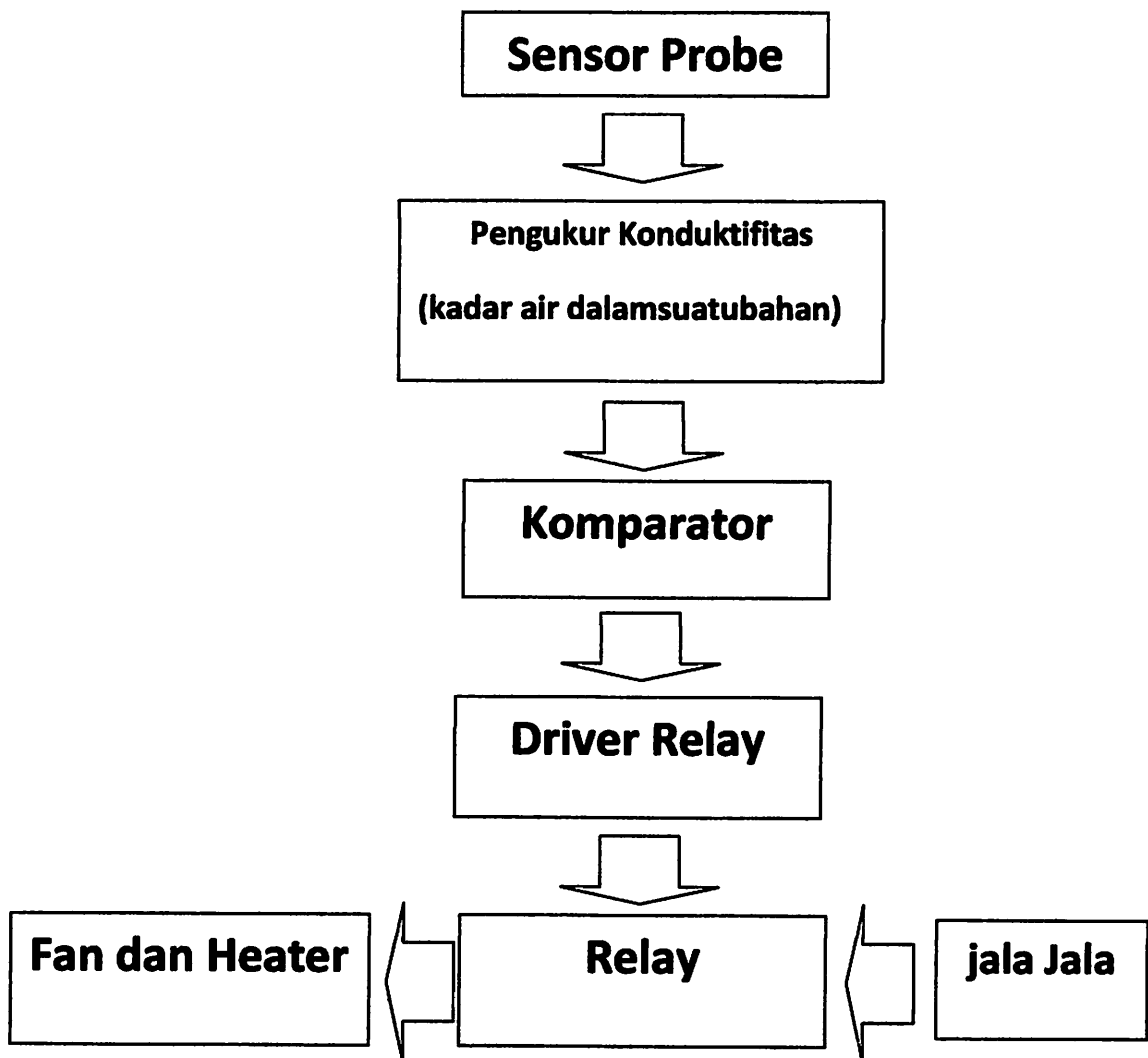 Sensor Probe
Pengukur Konduktifitas
(kadar air dalamsuatubahan)
Komparator
Driver Relay
Fan dan Heater
Relay
jala Jala